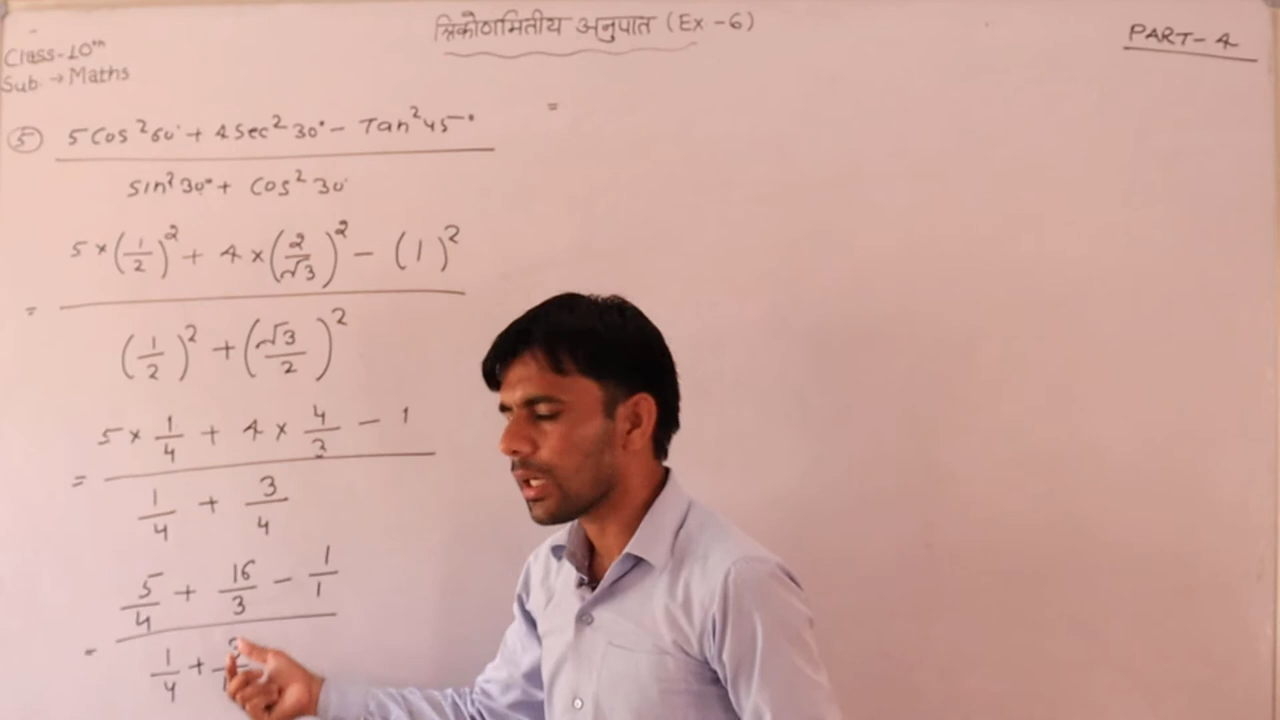 त्रिकोणमितीय अनुपात (Ex-6)
PART-4
Class-10th
Sub → Maths
⑤ 5 Cos²60° + 4 Sec²30° - Tan²45°
Sin²30° + Cos²30°
=
5 × (1/2)² + 4 × (2/√3)² - (1)²
=
(1/2)² + (√3/2)²
5 × 1/4 + 4 × 4/3 - 1
=
1/4 + 3/4
5/4 + 16/3 - 1/1
=
1/4 +